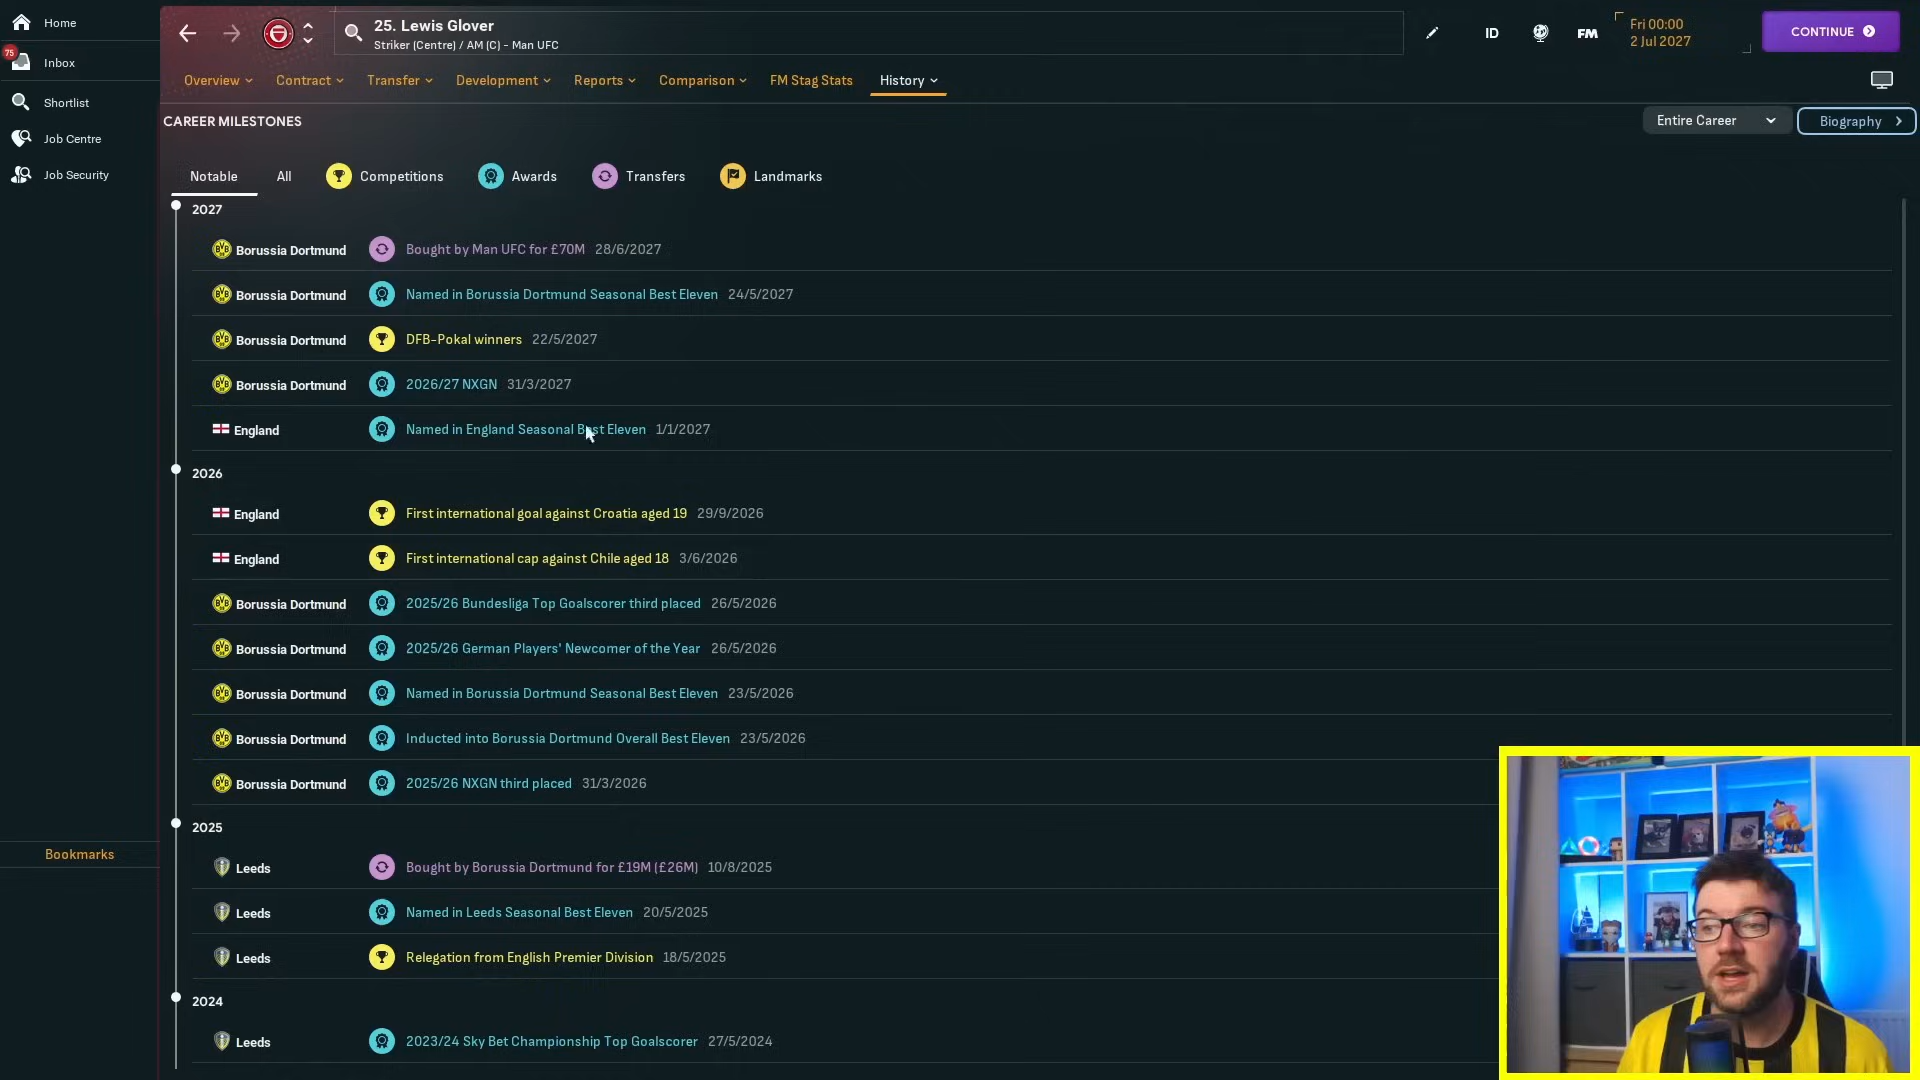 Home
75
Inbox
Shortlist
Job Centre
Job Security
Bookmarks
25. Lewis Glover
Striker (Centre) / AM (C) - Man UFC
ID
FM
Fri 00:00
2 Jul 2027
CONTINUE
Overview
Contract
Transfer
Development
Reports
Comparison
FM Stag Stats
History
CAREER MILESTONES
Entire Career
Biography
Notable
All
Competitions
Awards
Transfers
Landmarks
2027
Borussia Dortmund Bought by Man UFC for £70M 28/6/2027
Borussia Dortmund Named in Borussia Dortmund Seasonal Best Eleven 24/5/2027
Borussia Dortmund DFB-Pokal winners 22/5/2027
Borussia Dortmund 2026/27 NXGN 31/3/2027
England Named in England Seasonal Best Eleven 1/1/2027
2026
England First international goal against Croatia aged 19 29/9/2026
England First international cap against Chile aged 18 3/6/2026
Borussia Dortmund 2025/26 Bundesliga Top Goalscorer third placed 26/5/2026
Borussia Dortmund 2025/26 German Players' Newcomer of the Year 26/5/2026
Borussia Dortmund Named in Borussia Dortmund Seasonal Best Eleven 23/5/2026
Borussia Dortmund Inducted into Borussia Dortmund Overall Best Eleven 23/5/2026
Borussia Dortmund 2025/26 NXGN third placed 31/3/2026
2025
Leeds Bought by Borussia Dortmund for £19M (£26M) 10/8/2025
Leeds Named in Leeds Seasonal Best Eleven 20/5/2025
Leeds Relegation from English Premier Division 18/5/2025
2024
Leeds 2023/24 Sky Bet Championship Top Goalscorer 27/5/2024